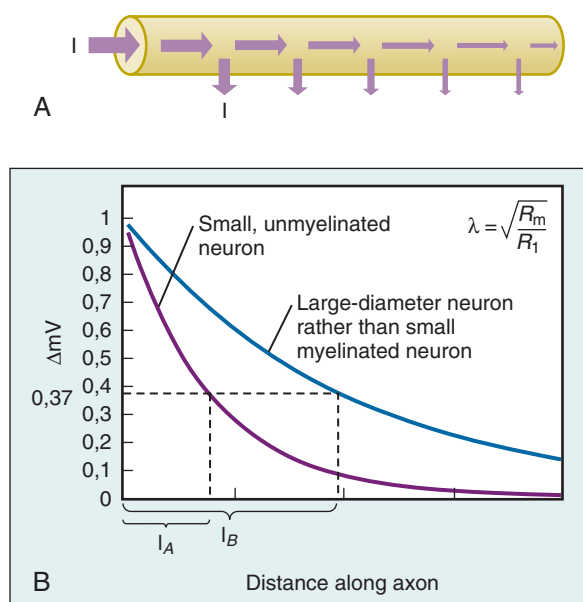 I
I
A
1
0,9
0,8
0,7
0,6
0,5
0,4
0,37
0,3
0,2
0,1
0
ΔmV
Small, unmyelinated
neuron
Large-diameter neuron
rather than small
myelinated neuron
λ = √Rm/R1
IA
IB
B
Distance along axon